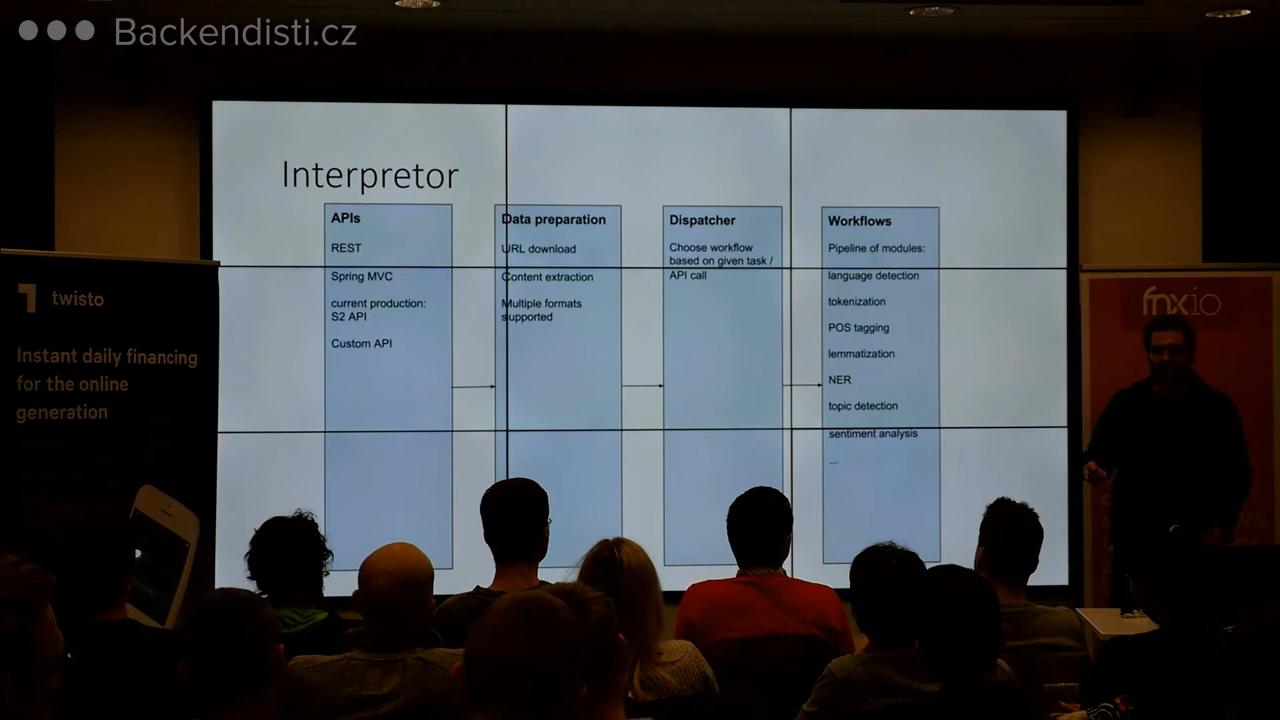 Backendisti.cz
Interpretor
APIs
REST
Spring MVC
current production:
S2 API
Custom API
Data preparation
URL download
Content extraction
Multiple formats
supported
Dispatcher
Choose workflow
based on given task /
API call
Workflows
Pipeline of modules:
language detection
tokenization
POS tagging
lemmatization
NER
topic detection
sentiment analysis
...
twisto
Instant daily financing
for the online
generation
fnxio